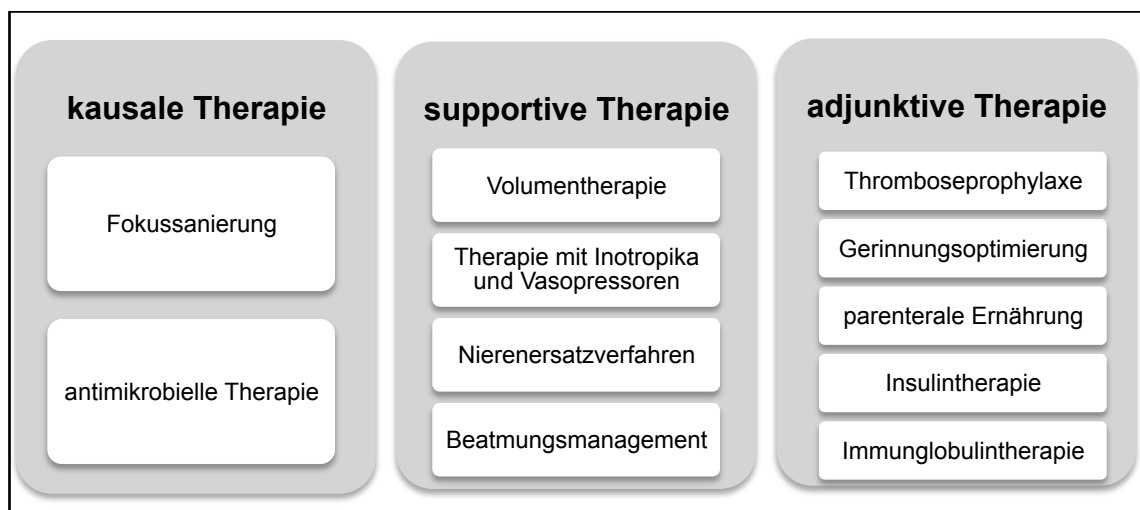 kausale Therapie
Fokussanierung
antimikrobielle Therapie
supportive Therapie
Volumentherapie
Therapie mit Inotropika
und Vasopressoren
Nierenersatzverfahren
Beatmungsmanagement
adjunktive Therapie
Thromboseprophylaxe
Gerinnungsoptimierung
parenterale Ernährung
Insulintherapie
Immunglobulintherapie